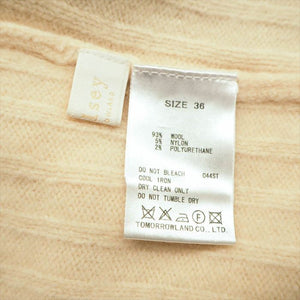 sey
SIZE 36
93% WOOL
5% NYLON
2% POLYURETHANE
DO NOT BLEACH 044ST
COOL IRON
DRY CLEAN ONLY
DO NOT TUMBLE DRY
TOMORROWLAND CO., LTD.